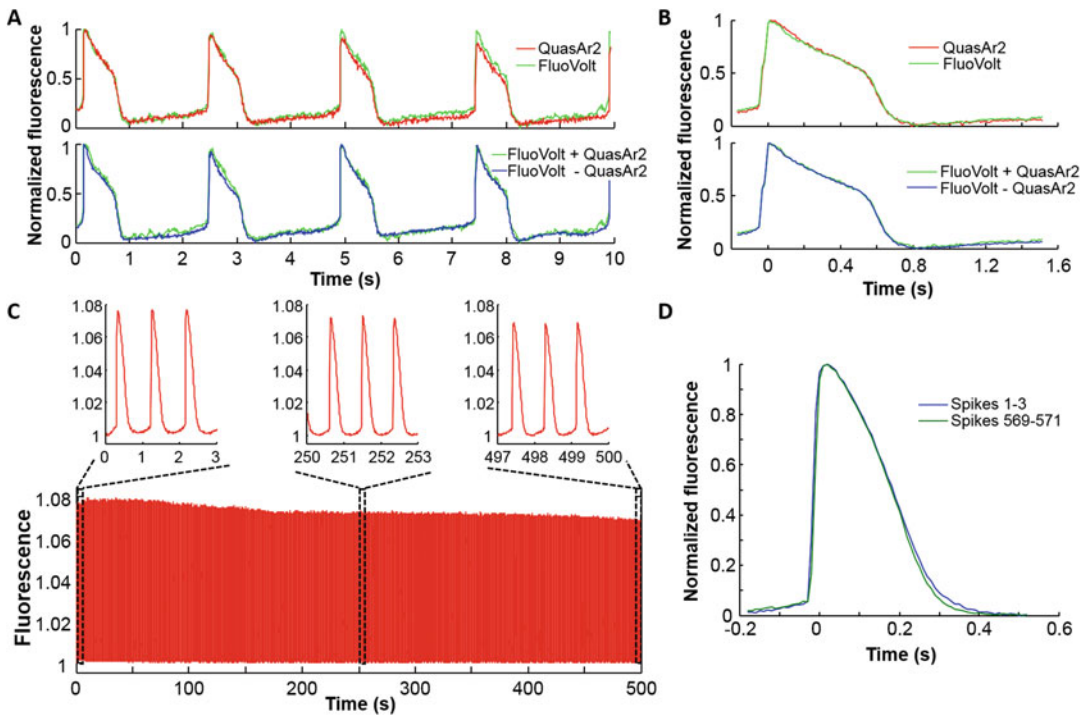 A
Normalized fluorescence
1
0.5
0
QuasAr2
FluoVolt
1
0.5
0
FluoVolt + QuasAr2
FluoVolt - QuasAr2
0 1 2 3 4 5 6 7 8 9 10
Time (s)
B
Normalized fluorescence
1
0.5
0
QuasAr2
FluoVolt
1
0.5
0
FluoVolt + QuasAr2
FluoVolt - QuasAr2
0 0.4 0.8 1.2 1.6
Time (s)
C
1.08
1.06
1.04
1.02
1
0 1 2 3
1.08
1.06
1.04
1.02
1
250 251 252 253
1.08
1.06
1.04
1.02
1
497 498 499 500
Fluorescence
1.08
1.06
1.04
1.02
1
0 100 200 300 400 500
Time (s)
D
Normalized fluorescence
1
0.8
0.6
0.4
0.2
0
Spikes 1-3
Spikes 569-571
-0.2 0 0.2 0.4 0.6
Time (s)